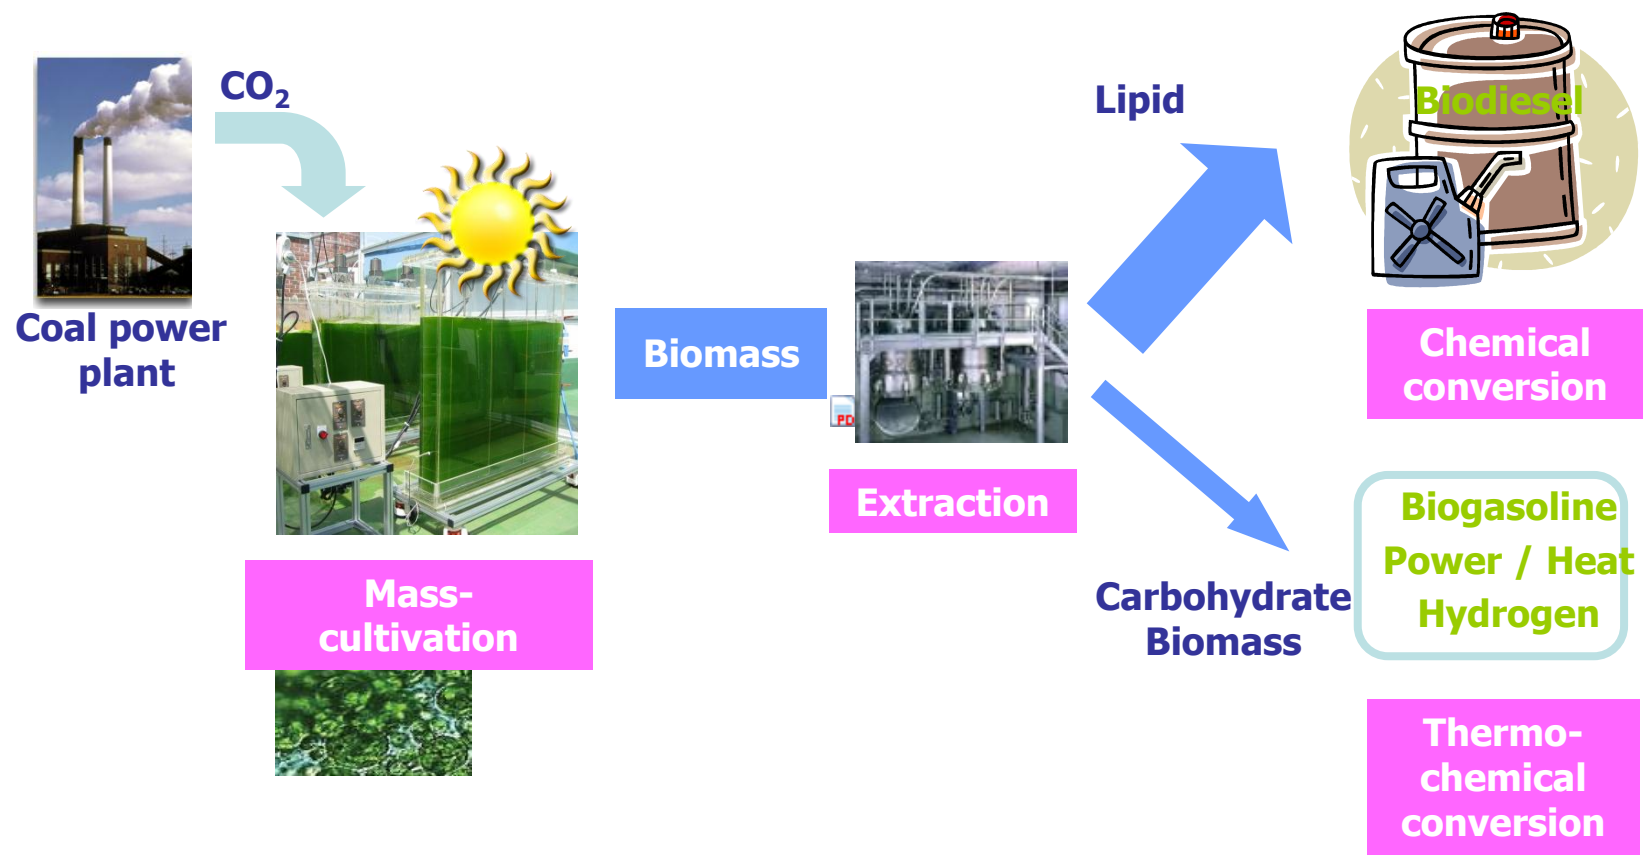 CO₂
Coal power
plant
Mass-
cultivation
Biomass
PD
Extraction
Lipid
Carbohydrate
Biomass
Biodiesel
Chemical
conversion
Biogasoline
Power / Heat
Hydrogen
Thermo-
chemical
conversion